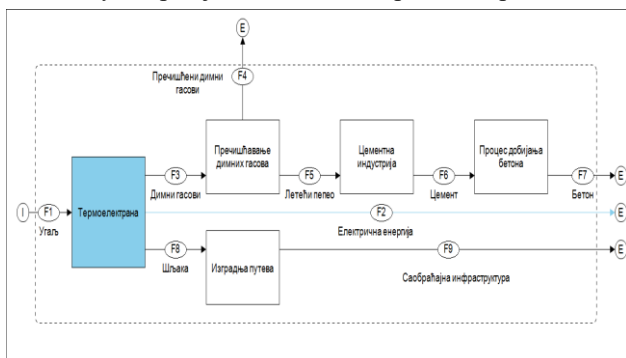 E
Пречишћени димни
гасови
F4
Пречишћавање
димних гасова
Цементна
индустрија
Процес добијања
бетона
F3
Димни гасови
F5
Летећи пепео
F6
Цемент
F7
Бетон
E
I
F1
Угаљ
Термоелектрана
F2
Електрична енергија
E
F8
Шљака
Изградња путева
F9
Саобраћајна инфраструктура
E